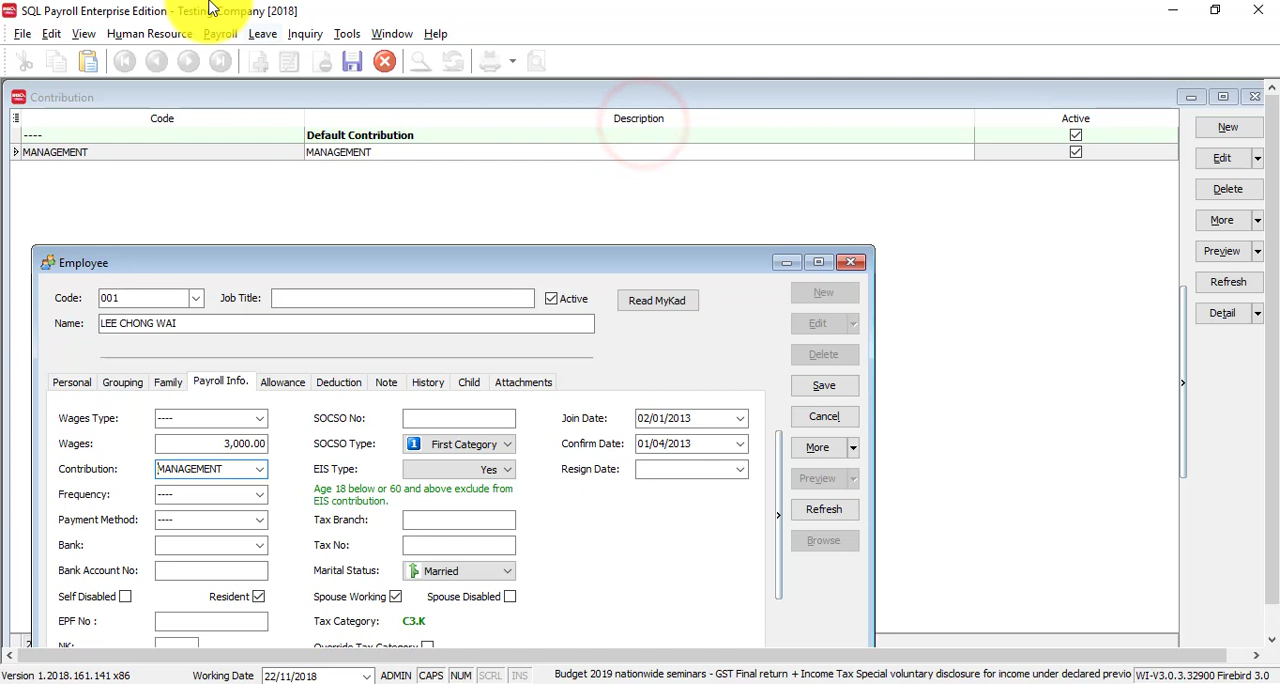 SQL Payroll Enterprise Edition - Testing Company [2018]
File Edit View Human Resource Payroll Leave Inquiry Tools Window Help
Contribution
Code Description Active
---- Default Contribution
MANAGEMENT MANAGEMENT
New
Edit
Delete
More
Preview
Refresh
Detail
Employee
Code: 001 Job Title: Active Read MyKad
Name: LEE CHONG WAI
New
Edit
Delete
Save
Cancel
More
Preview
Refresh
Browse
Personal Grouping Family Payroll Info. Allowance Deduction Note History Child Attachments
Wages Type: ---- SOCSO No: Join Date: 02/01/2013
Wages: 3,000.00 SOCSO Type: 1 First Category Confirm Date: 01/04/2013
Contribution: MANAGEMENT EIS Type: Yes Resign Date:
Frequency: ---- Age 18 below or 60 and above exclude from
EIS contribution.
Payment Method: ---- Tax Branch:
Bank: Tax No:
Bank Account No: Marital Status: Married
Self Disabled Resident Spouse Working Spouse Disabled
EPF No : Tax Category: C3.K
NK: Override Tax Category
Version 1.2018.161.141 x86 Working Date 22/11/2018 ADMIN CAPS NUM SCRL INS Budget 2019 nationwide seminars - GST Final return + Income Tax Special voluntary disclosure for income under declared previo WI-V3.0.3.32900 Firebird 3.0